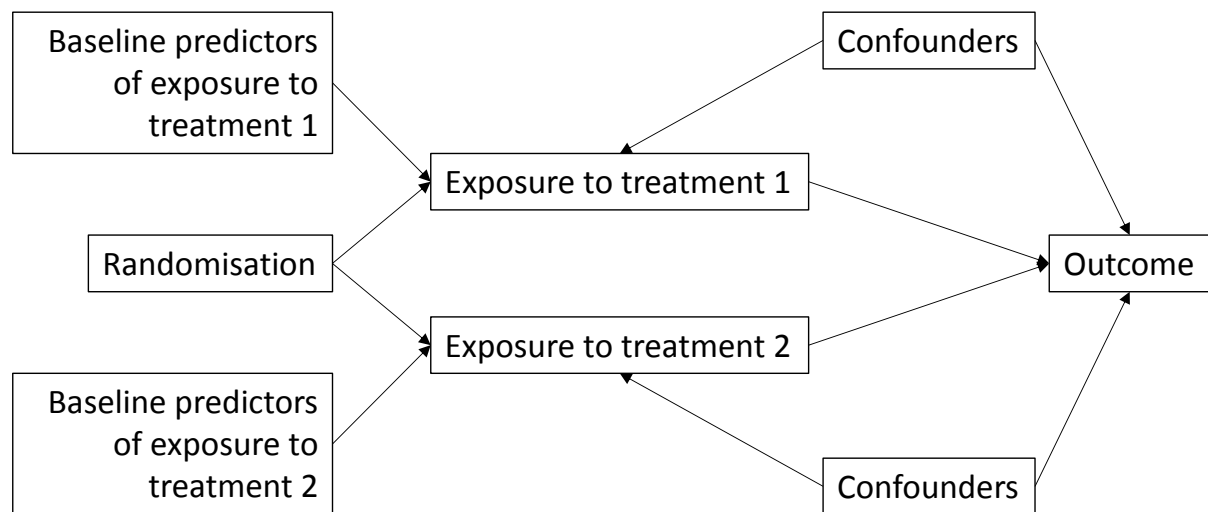 Baseline predictors
of exposure to
treatment 1
Confounders
Exposure to treatment 1
Randomisation
Outcome
Exposure to treatment 2
Baseline predictors
of exposure to
treatment 2
Confounders